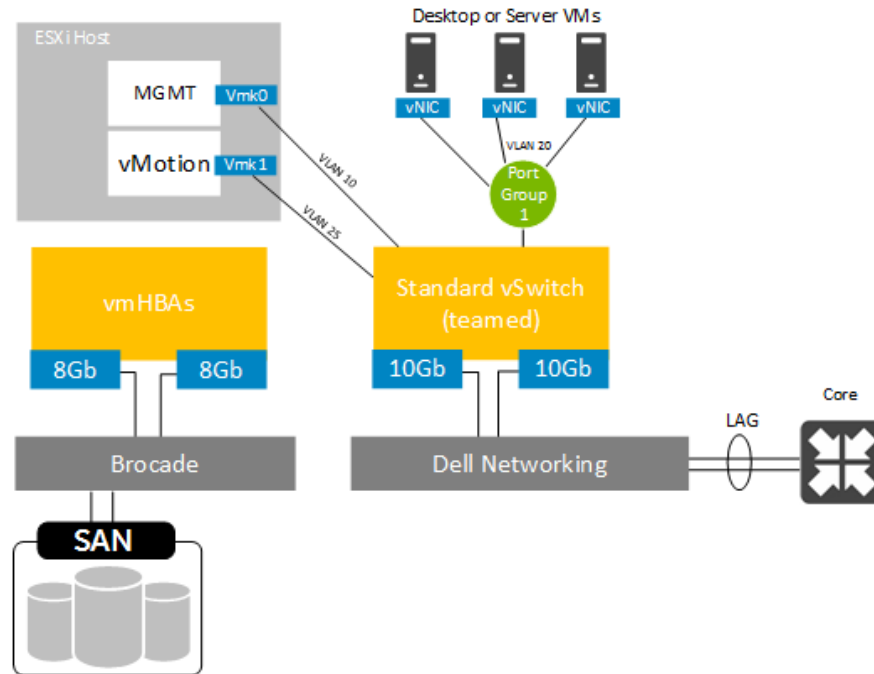 Desktop or Server VMs
ESXi Host
MGMT
Vmk0
vMotion
Vmk1
vNIC
vNIC
vNIC
VLAN 20
VLAN 10
VLAN 25
Port
Group
1
vmHBAs
8Gb
8Gb
Standard vSwitch
(teamed)
10Gb
10Gb
Core
LAG
Brocade
Dell Networking
SAN